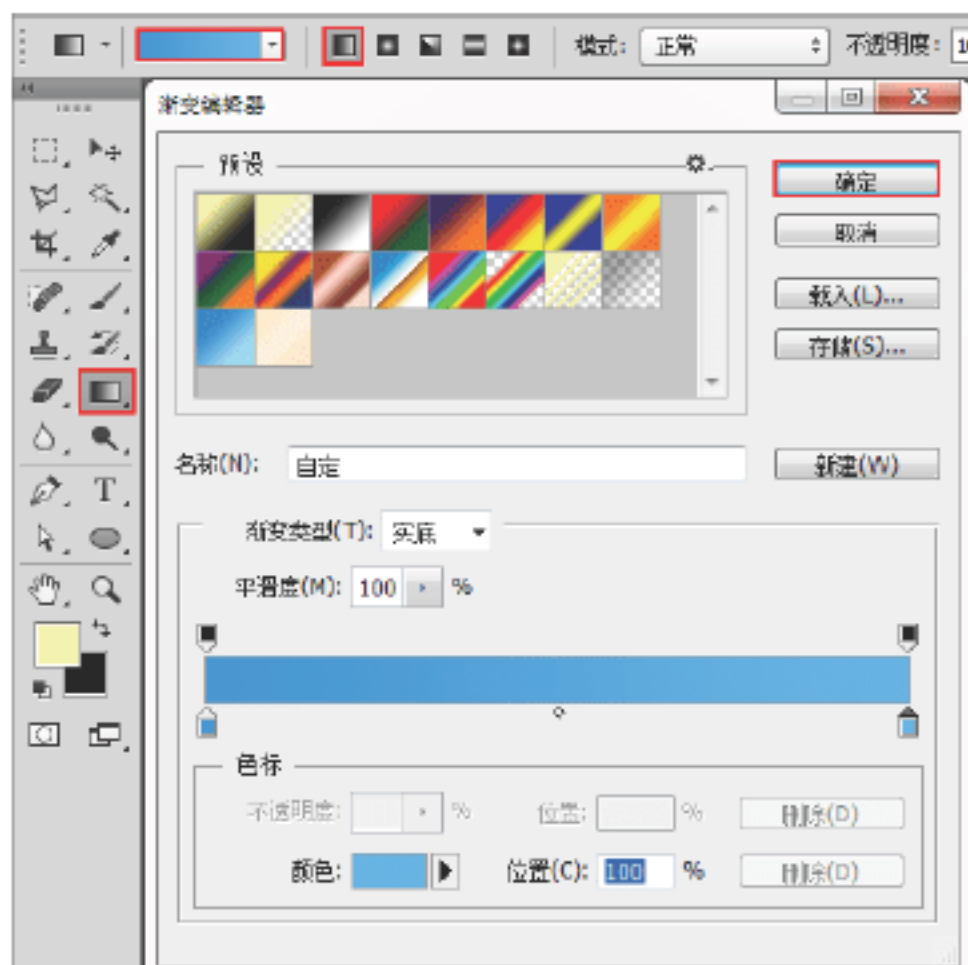 模式: 正常 不透明度:
渐变编辑器
预设
确定
取消
载入(L)...
存储(S)...
名称(N): 自定
新建(W)
渐变类型(T): 实底
平滑度(M): 100 %
色标
不透明度: % 位置: % 删除(D)
颜色: 位置(C): 100 % 删除(D)